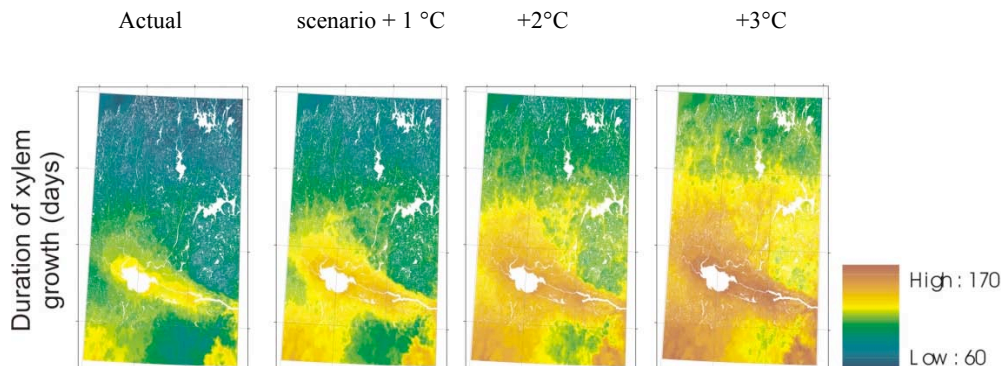 Actual scenario + 1 °C +2°C +3°C
Duration of xylem
growth (days)
High : 170
Low : 60